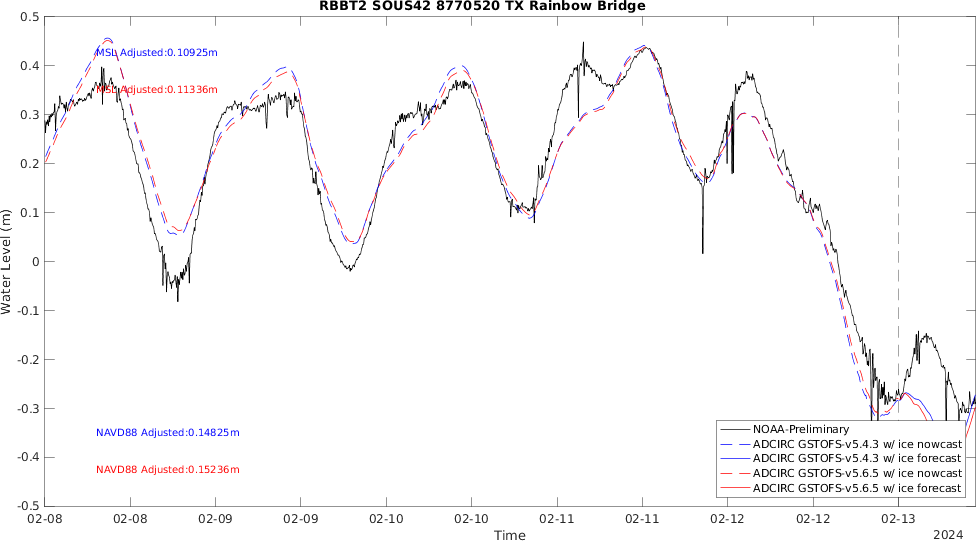 RBBT2 SOUS42 8770520 TX Rainbow Bridge
0.5
0.4
0.3
0.2
0.1
0
-0.1
-0.2
-0.3
-0.4
-0.5
Water Level (m)
MSL Adjusted:0.10925m
MSL Adjusted:0.11336m
NAVD88 Adjusted:0.14825m
NAVD88 Adjusted:0.15236m
NOAA-Preliminary
ADCIRC GSTOFS-v5.4.3 w/ ice nowcast
ADCIRC GSTOFS-v5.4.3 w/ ice forecast
ADCIRC GSTOFS-v5.6.5 w/ ice nowcast
ADCIRC GSTOFS-v5.6.5 w/ ice forecast
02-08 02-08 02-09 02-09 02-10 02-10 02-11 02-11 02-12 02-12 02-13
Time
2024